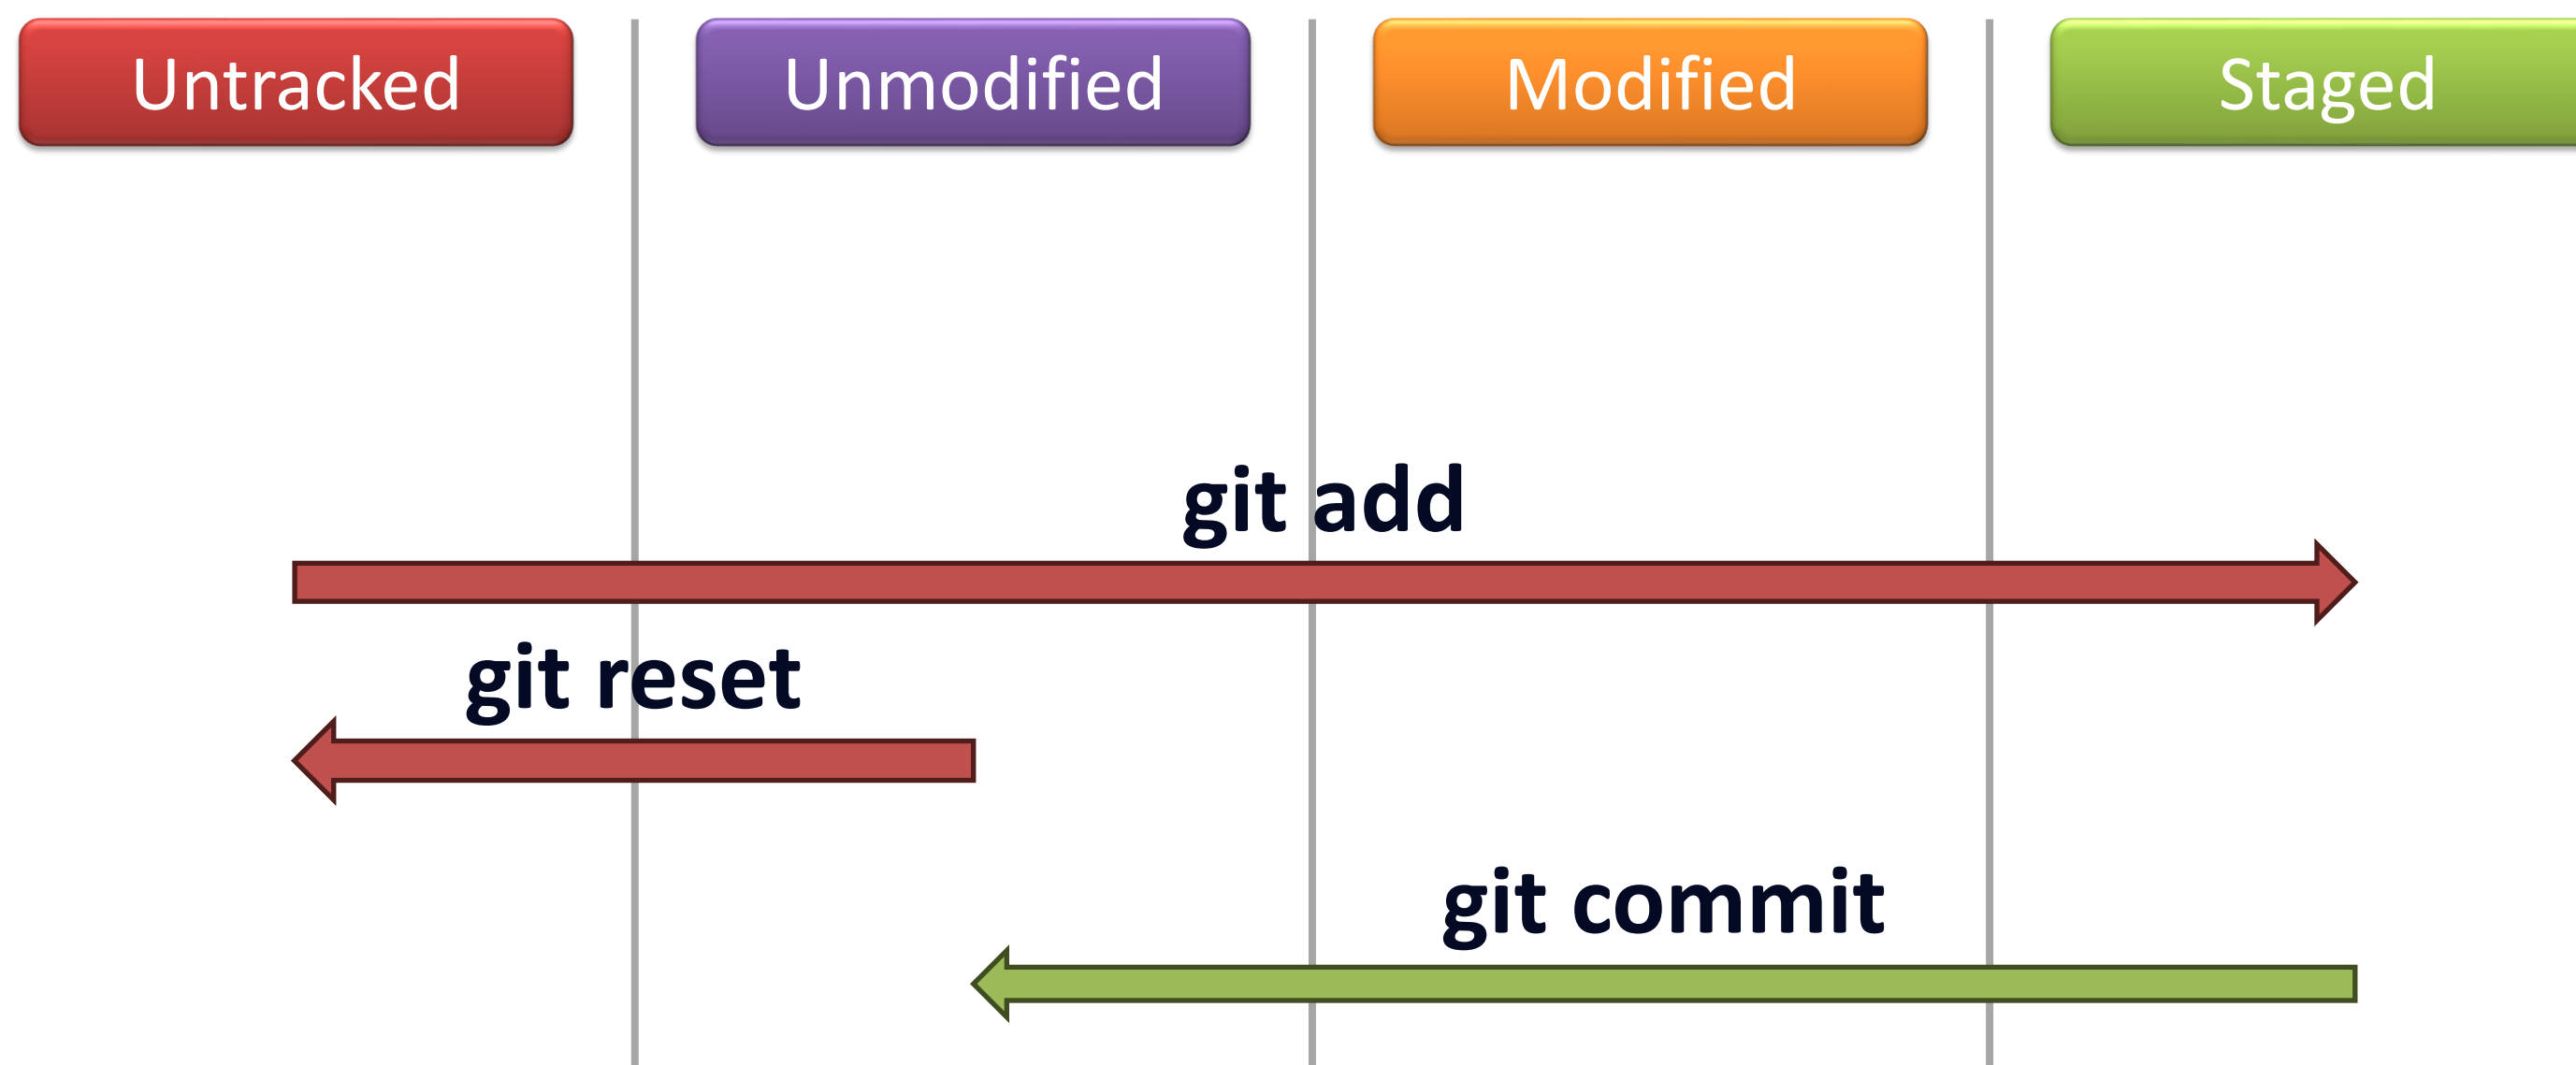 Untracked
Unmodified
Modified
Staged
git add
git reset
git commit